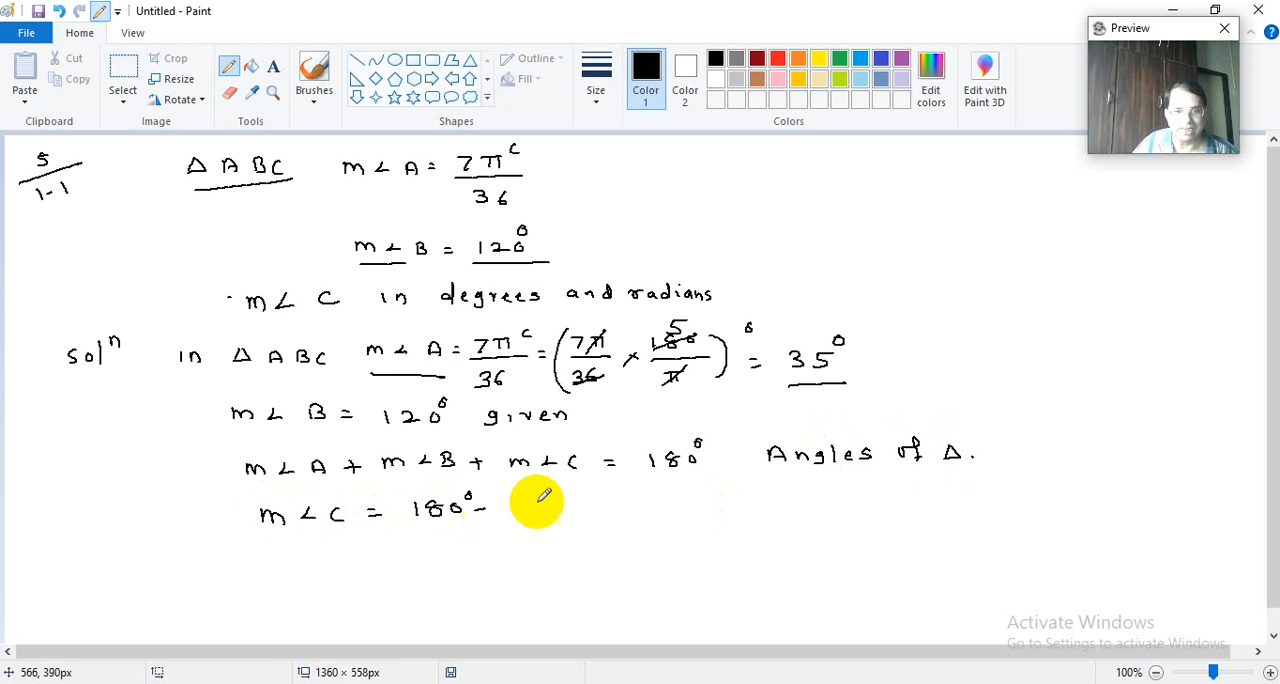 Untitled - Paint
Preview
File Home View
Paste Cut Copy
Select Crop Resize Rotate
Brushes
Outline Fill
Size
Color 1
Color 2
Edit colors
Edit with Paint 3D
Clipboard Image Tools Shapes Colors
5/1-1 Δ ABC m∠A = 7π^c/36
m∠B = 120°
m∠C in degrees and radians
Solⁿ in Δ ABC m∠A = 7π^c/36 = (7π/36 × 180/π)° = 35°
5
m∠B = 120° given
m∠A + m∠B + m∠C = 180° Angles of Δ.
m∠C = 180° -
Activate Windows
Go to Settings to activate Windows.
566, 390px 1360 × 558px 100%